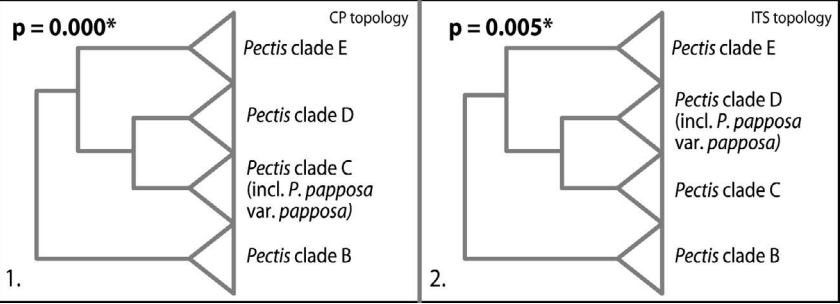 p = 0.000*
CP topology
Pectis clade E
Pectis clade D
Pectis clade C
(incl. P. papposa
var. papposa)
Pectis clade B
1.
p = 0.005*
ITS topology
Pectis clade E
Pectis clade D
(incl. P. papposa
var. papposa)
Pectis clade C
Pectis clade B
2.